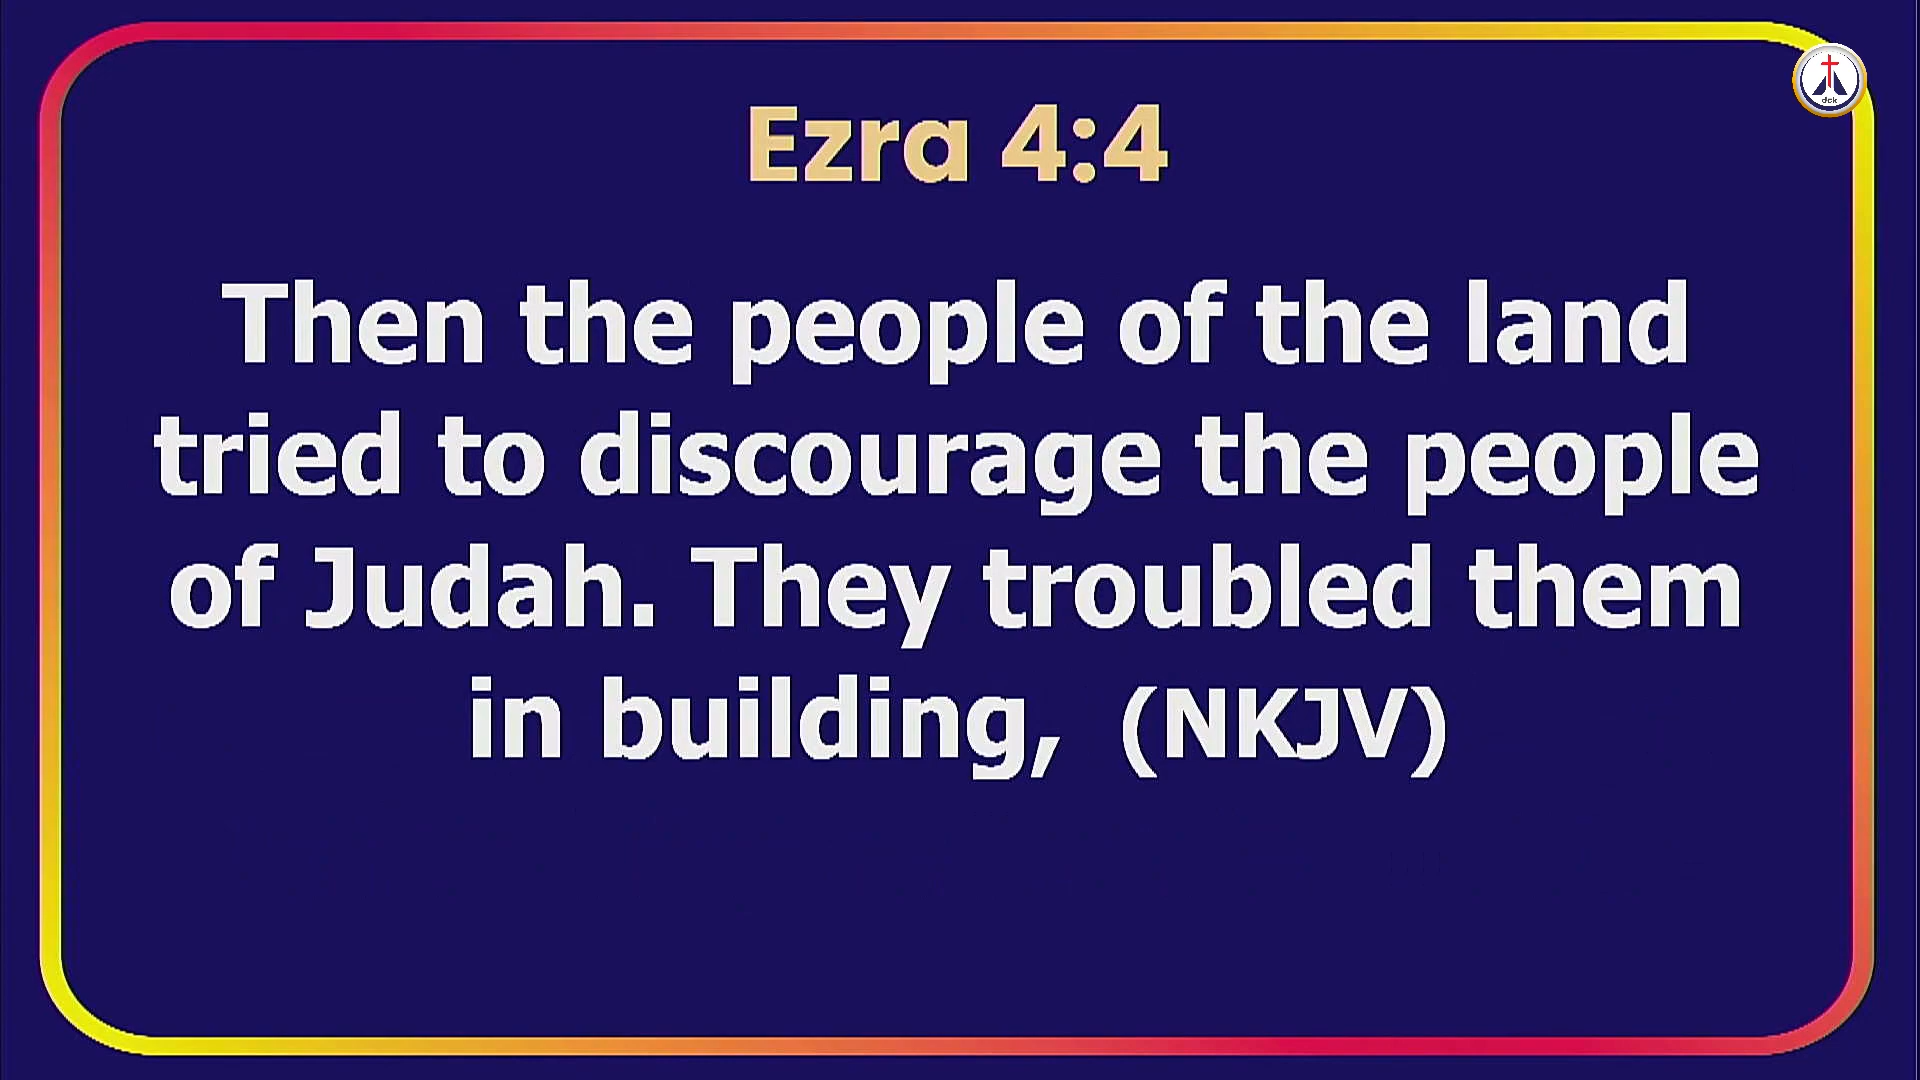 Ezra 4:4
Then the people of the land
tried to discourage the people
of Judah. They troubled them
in building, (NKJV)
dck